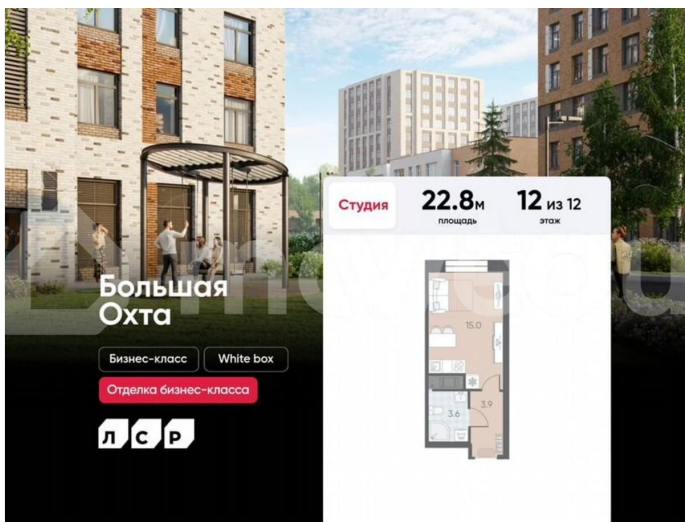 Студия
22.8м
площадь
12 из 12
этаж
Большая
Охта
Бизнес-класс
White box
Отделка бизнес-класса
ЛСР
15.0
3.9
3.6